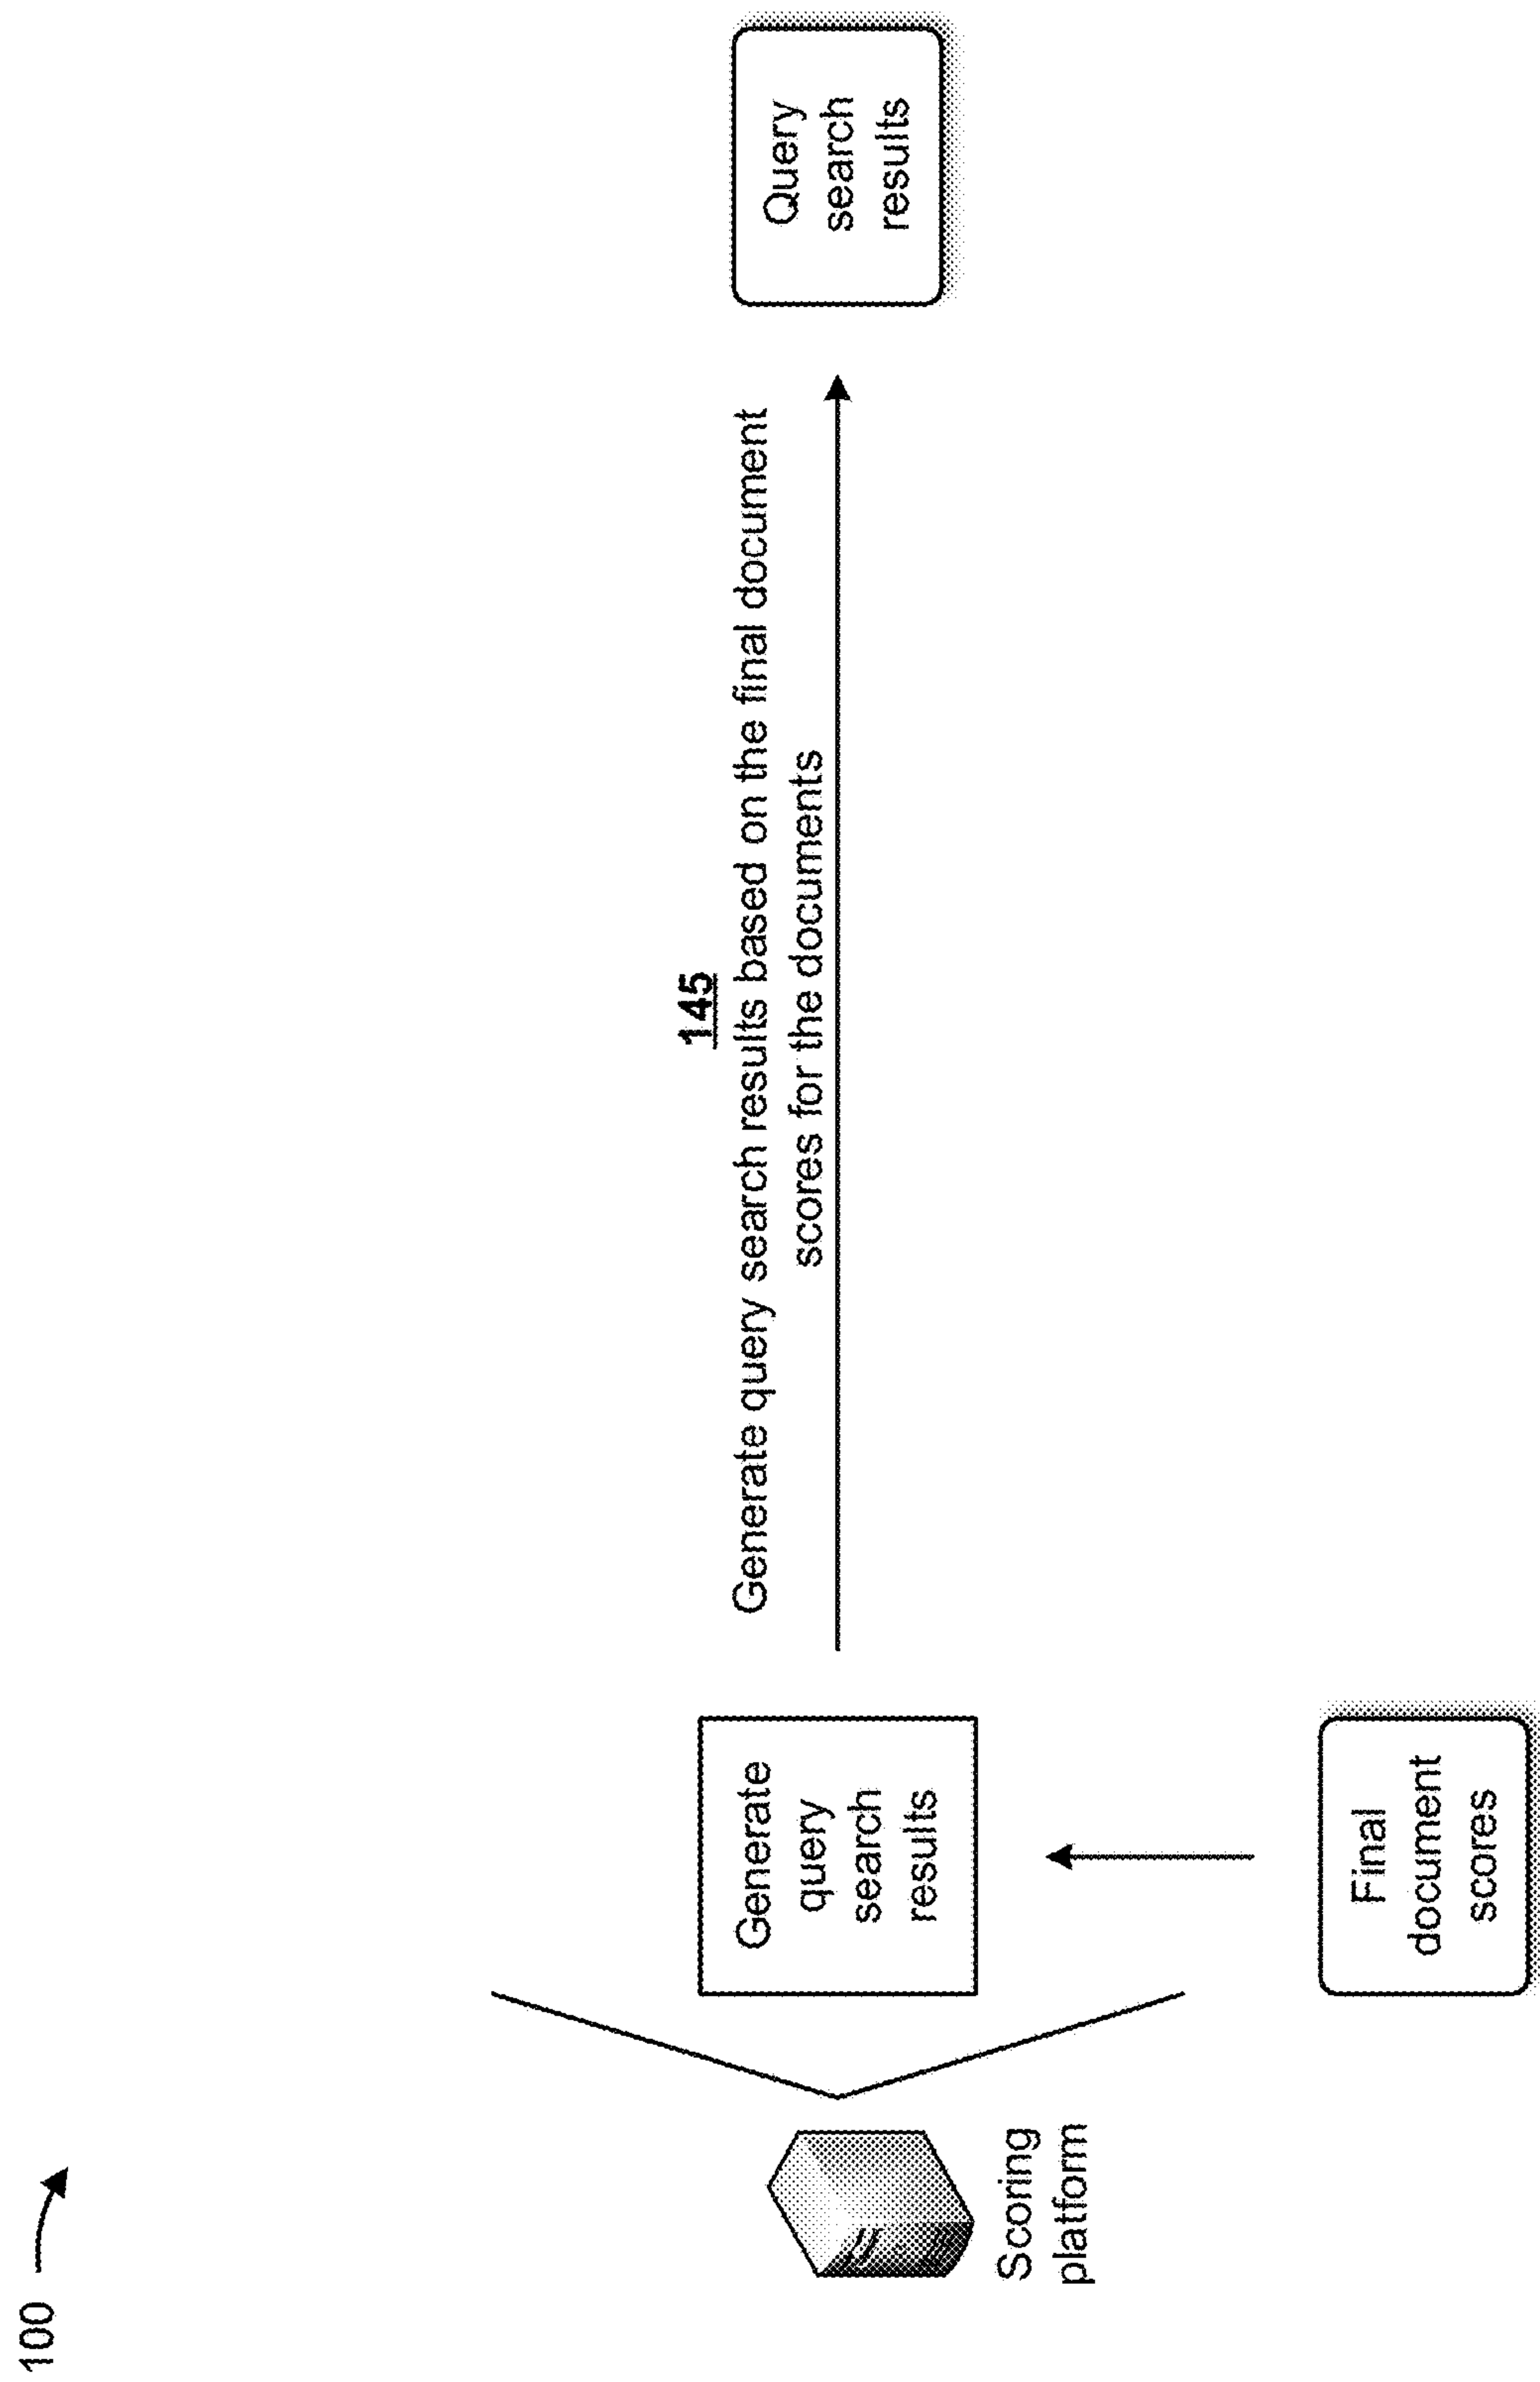 100
Scoring
platform
Generate
query
search
results
Final
document
scores
145
Generate query search results based on the final document
scores for the documents
Query
search
results